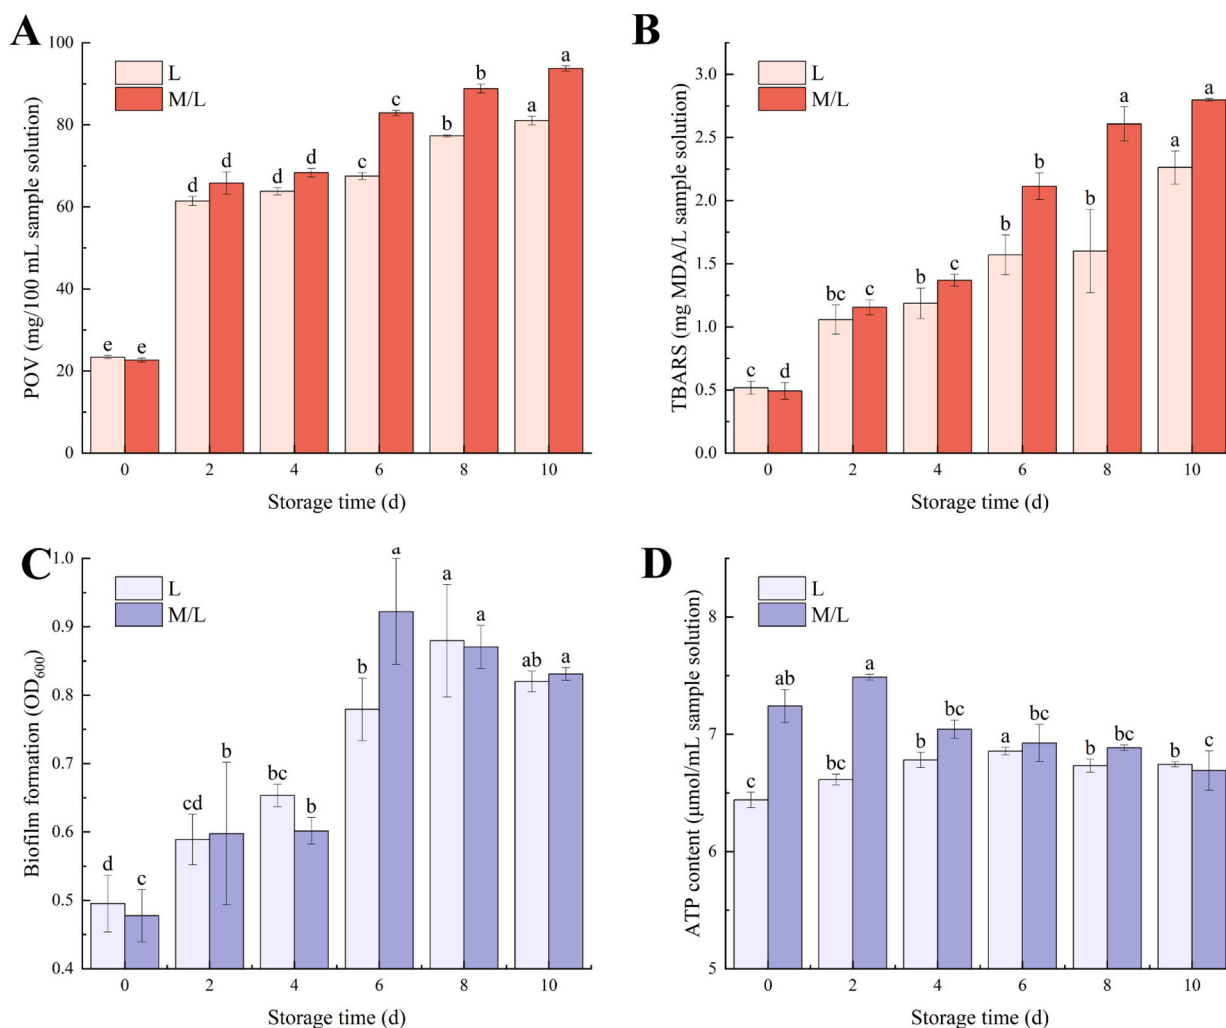 A
POV (mg/100 mL sample solution)
100
80
60
40
20
0
L
M/L
e
e
d
d
d
d
c
c
b
b
a
a
0 2 4 6 8 10
Storage time (d)
B
TBARS (mg MDA/L sample solution)
3.0
2.5
2.0
1.5
1.0
0.5
0.0
L
M/L
c
d
bc
c
b
c
b
b
b
a
a
a
0 2 4 6 8 10
Storage time (d)
C
Biofilm formation (OD600)
1.0
0.9
0.8
0.7
0.6
0.5
0.4
L
M/L
d
c
cd
b
bc
b
b
a
a
a
ab
a
0 2 4 6 8 10
Storage time (d)
D
ATP content (μmol/mL sample solution)
8
7
6
5
L
M/L
c
ab
bc
a
b
bc
a
bc
b
bc
b
c
0 2 4 6 8 10
Storage time (d)